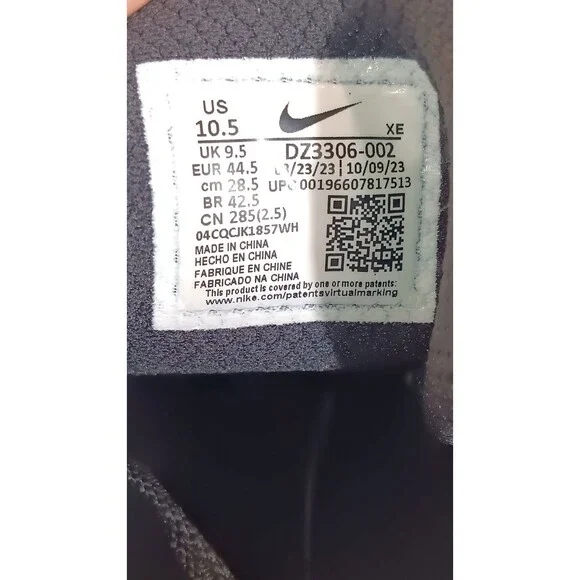 US
10.5
XE
UK 9.5 DZ3306-002
EUR 44.5 /23/23 | 10/09/23
cm 28.5 UPC 00196607817513
BR 42.5
CN 285(2.5)
04CQCJK1857WH
MADE IN CHINA
HECHO EN CHINA
FABRIQUE EN CHINE
FABRICADO NA CHINA
This product is covered by one or more patents:
www.nike.com/patentsvirtualmarking